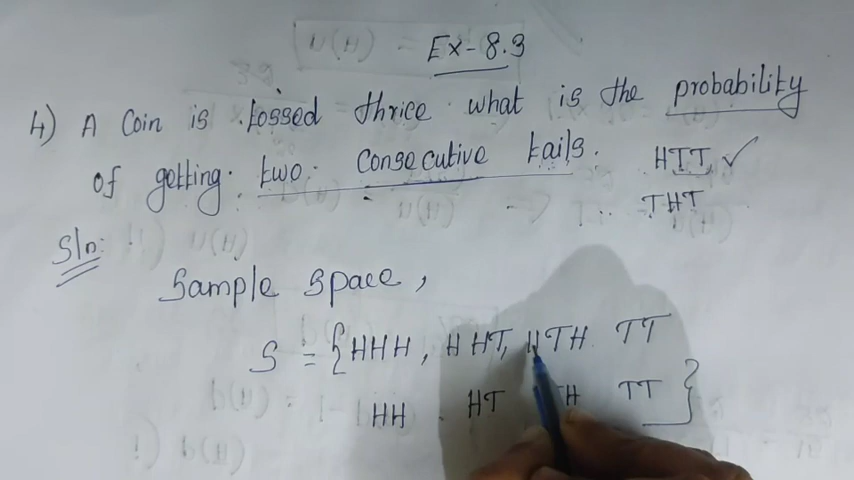 Ex-8.3
4) A Coin is tossed thrice. what is the probability
of getting two consecutive tails. HTT ✓
THT
Sln:
Sample space,
S = {HHH, HHT, HTH TT
HH HT TH TT }